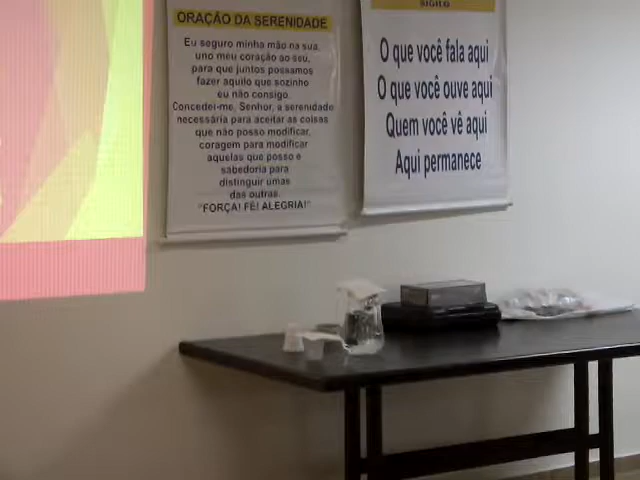 ORAÇÃO DA SERENIDADE
Eu seguro minha mão na sua,
uno meu coração ao seu,
para que juntos possamos
fazer aquilo que sozinho
eu não consigo.
Concedei-me, Senhor, a serenidade
necessária para aceitar as coisas
que não posso modificar,
coragem para modificar
aquelas que posso e
sabedoria para
distinguir umas
das outras.
"FORÇA! FÉ! ALEGRIA!"
SIGILO
O que você fala aqui
O que você ouve aqui
Quem você vê aqui
Aqui permanece